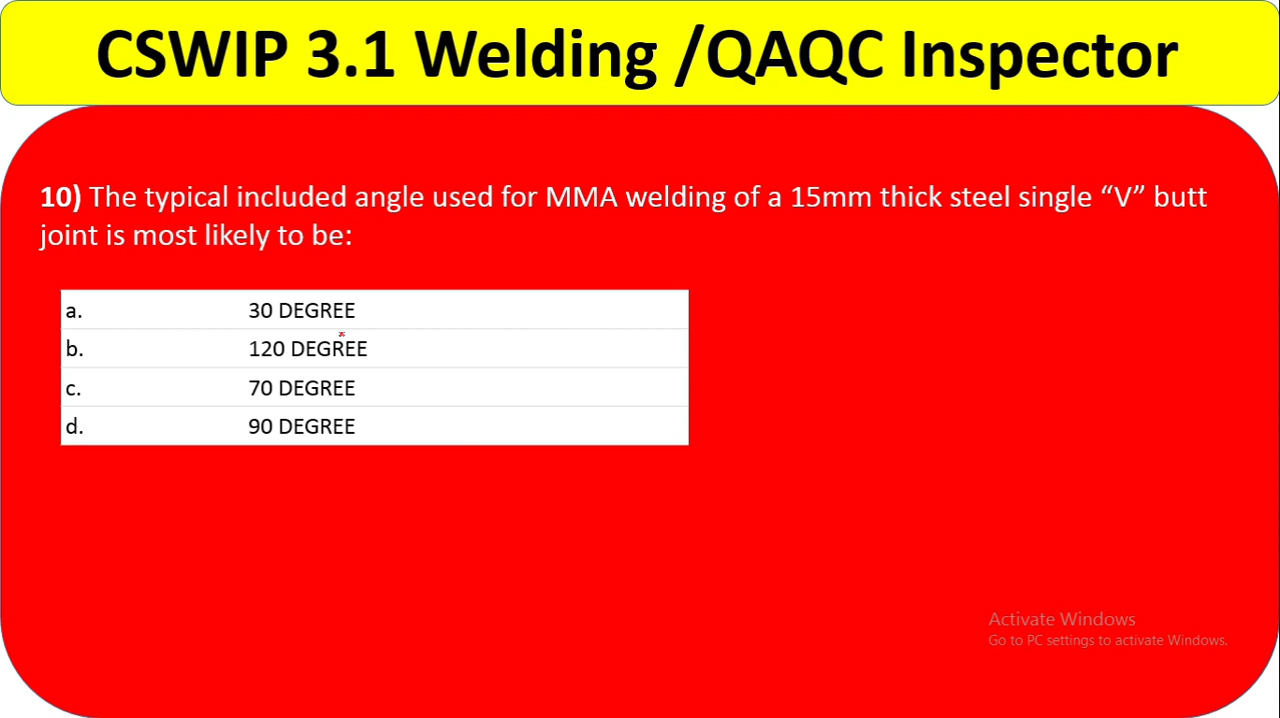 CSWIP 3.1 Welding /QAQC Inspector
10) The typical included angle used for MMA welding of a 15mm thick steel single “V” butt
joint is most likely to be:
a. 30 DEGREE
b. 120 DEGREE
c. 70 DEGREE
d. 90 DEGREE
Activate Windows
Go to PC settings to activate Windows.